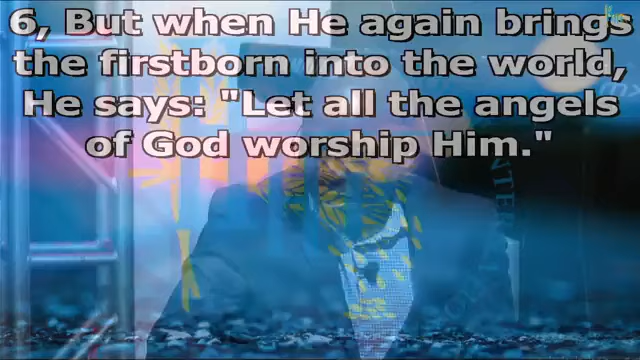 6, But when He again brings
the firstborn into the world,
He says: "Let all the angels
of God worship Him."